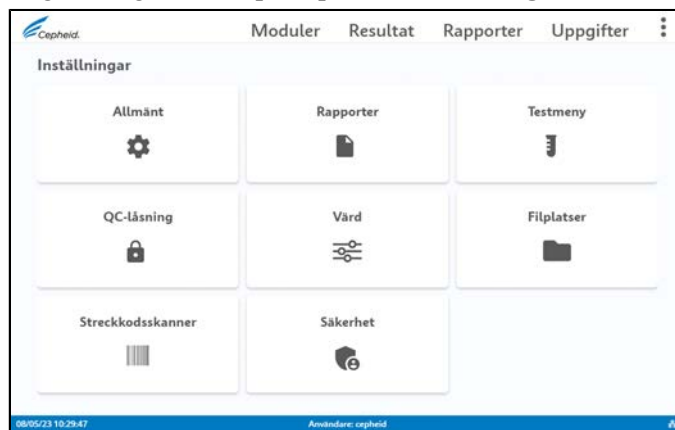 Cepheid. Moduler Resultat Rapporter Uppgifter
Inställningar
Allmänt Rapporter Testmeny
QC-låsning Värd Filplatser
Streckkodsskanner Säkerhet
08/05/23 10:29:47 Användare: cepheid